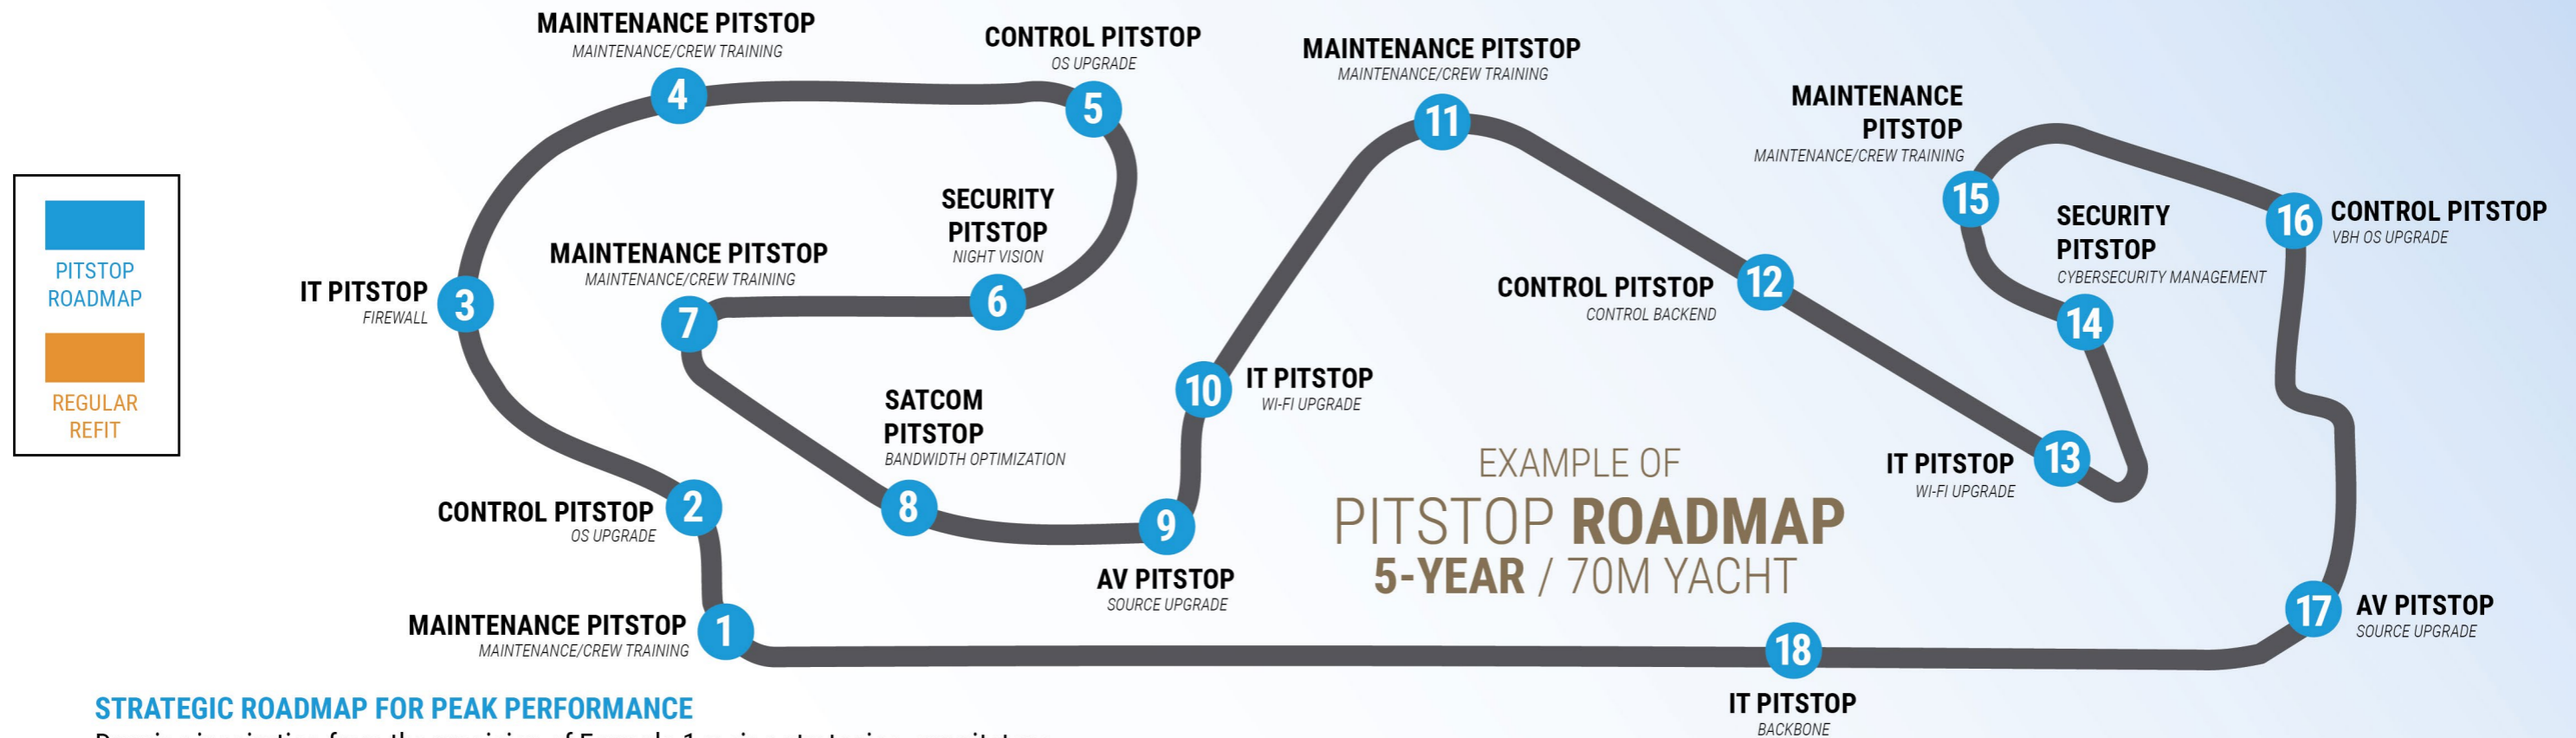 MAINTENANCE PITSTOP
MAINTENANCE/CREW TRAINING
4
CONTROL PITSTOP
OS UPGRADE
5
MAINTENANCE PITSTOP
MAINTENANCE/CREW TRAINING
11
MAINTENANCE
PITSTOP
MAINTENANCE/CREW TRAINING
15
PITSTOP
ROADMAP
REGULAR
REFIT
IT PITSTOP
FIREWALL
3
MAINTENANCE PITSTOP
MAINTENANCE/CREW TRAINING
7
SECURITY
PITSTOP
NIGHT VISION
6
CONTROL PITSTOP
CONTROL BACKEND
12
SECURITY
PITSTOP
CYBERSECURITY MANAGEMENT
14
16
CONTROL PITSTOP
VBH OS UPGRADE
SATCOM
PITSTOP
BANDWIDTH OPTIMIZATION
8
10
IT PITSTOP
WI-FI UPGRADE
IT PITSTOP
WI-FI UPGRADE
13
CONTROL PITSTOP
OS UPGRADE
2
9
AV PITSTOP
SOURCE UPGRADE
EXAMPLE OF
PITSTOP ROADMAP
5-YEAR / 70M YACHT
MAINTENANCE PITSTOP
MAINTENANCE/CREW TRAINING
1
17
AV PITSTOP
SOURCE UPGRADE
18
IT PITSTOP
BACKBONE
STRATEGIC ROADMAP FOR PEAK PERFORMANCE